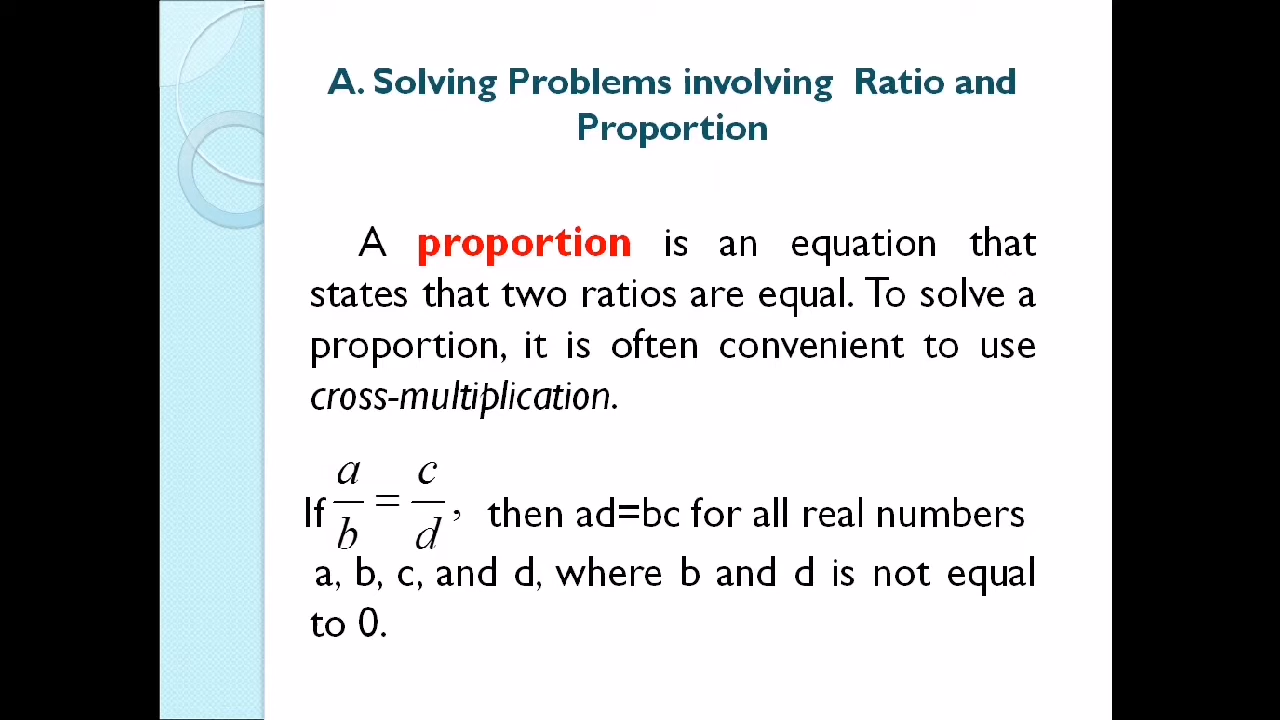 A. Solving Problems involving Ratio and
Proportion
A proportion is an equation that
states that two ratios are equal. To solve a
proportion, it is often convenient to use
cross-multiplication.
If a/b = c/d, then ad=bc for all real numbers
a, b, c, and d, where b and d is not equal
to 0.